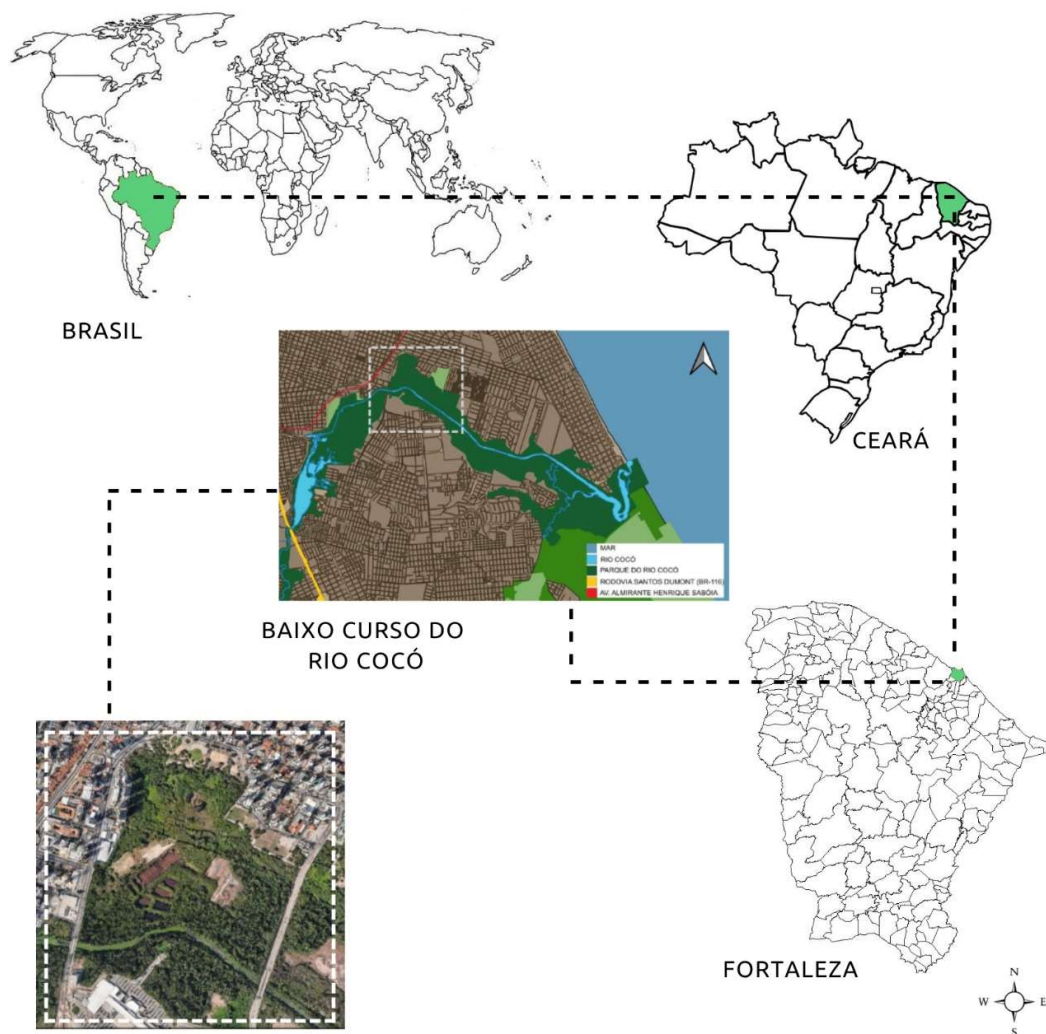 BRASIL
CEARÁ
MAR
RIO COCÓ
PARQUE DO RIO COCÓ
RODOVIA SANTOS DUMONT (BR-116)
AV. ALMIRANTE HENRIQUE SABÓIA
BAIXO CURSO DO
RIO COCÓ
FORTALEZA
N
W E
S